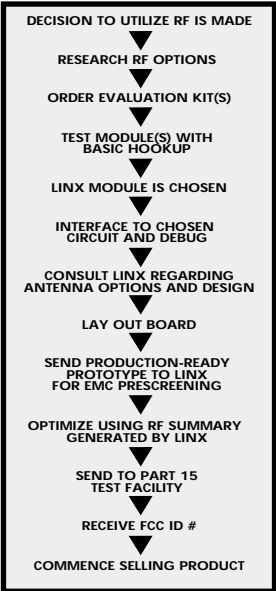 DECISION TO UTILIZE RF IS MADE
RESEARCH RF OPTIONS
ORDER EVALUATION KIT(S)
TEST MODULE(S) WITH
BASIC HOOKUP
LINX MODULE IS CHOSEN
INTERFACE TO CHOSEN
CIRCUIT AND DEBUG
CONSULT LINX REGARDING
ANTENNA OPTIONS AND DESIGN
LAY OUT BOARD
SEND PRODUCTION-READY
PROTOTYPE TO LINX
FOR EMC PRESCREENING
OPTIMIZE USING RF SUMMARY
GENERATED BY LINX
SEND TO PART 15
TEST FACILITY
RECEIVE FCC ID #
COMMENCE SELLING PRODUCT